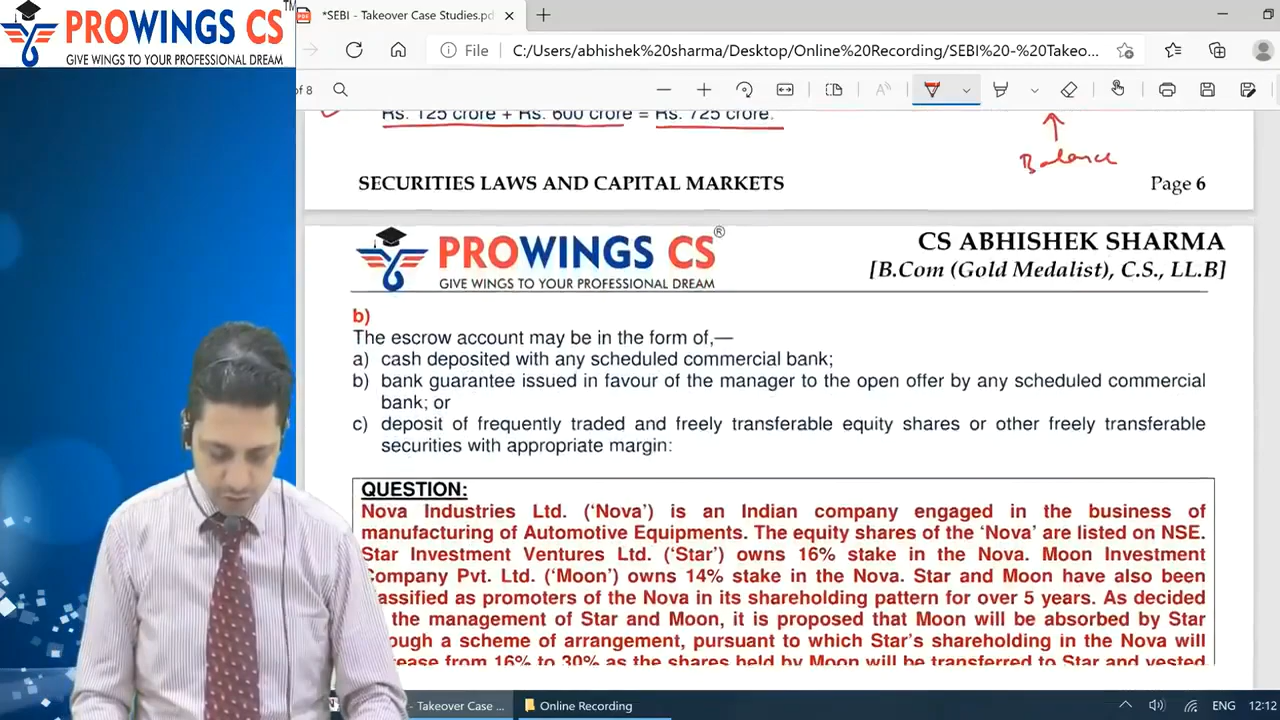 PROWINGS CS™
GIVE WINGS TO YOUR PROFESSIONAL DREAM
*SEBI - Takeover Case Studies.pd
File C:/Users/abhishek%20sharma/Desktop/Online%20Recording/SEBI%20-%20Takeo...
of 8
Rs. 125 crore + Rs. 600 crore = Rs. 725 crore.
Balance
SECURITIES LAWS AND CAPITAL MARKETS Page 6
PROWINGS CS®
GIVE WINGS TO YOUR PROFESSIONAL DREAM
CS ABHISHEK SHARMA
[B.Com (Gold Medalist), C.S., LL.B]
b)
The escrow account may be in the form of,—
a) cash deposited with any scheduled commercial bank;
b) bank guarantee issued in favour of the manager to the open offer by any scheduled commercial
bank; or
c) deposit of frequently traded and freely transferable equity shares or other freely transferable
securities with appropriate margin:
QUESTION:
Nova Industries Ltd. (‘Nova’) is an Indian company engaged in the business of
manufacturing of Automotive Equipments. The equity shares of the ‘Nova’ are listed on NSE.
Star Investment Ventures Ltd. (‘Star’) owns 16% stake in the Nova. Moon Investment
Company Pvt. Ltd. (‘Moon’) owns 14% stake in the Nova. Star and Moon have also been
classified as promoters of the Nova in its shareholding pattern for over 5 years. As decided
the management of Star and Moon, it is proposed that Moon will be absorbed by Star
rough a scheme of arrangement, pursuant to which Star’s shareholding in the Nova will
rease from 16% to 30% as the shares held by Moon will be transferred to Star and vested
Takeover Case ... Online Recording ENG 12:12